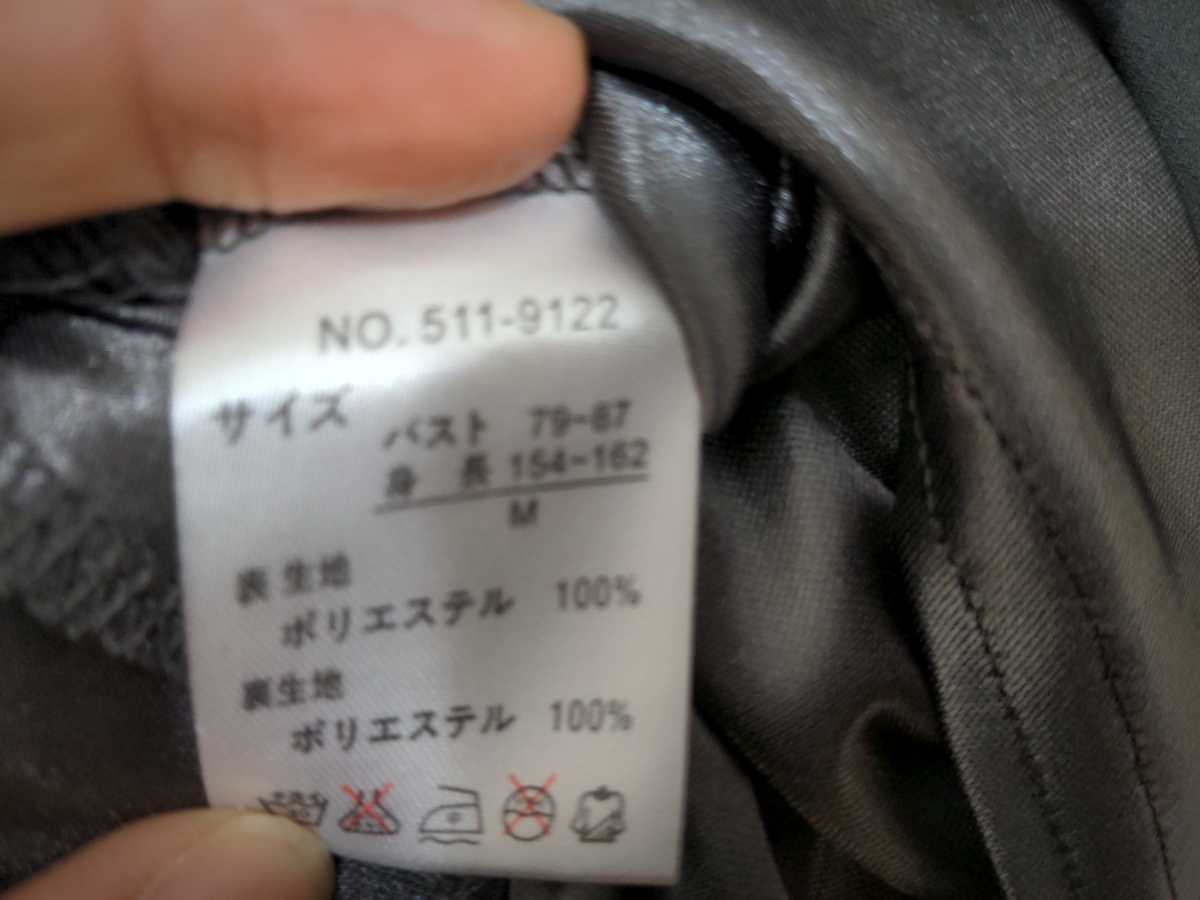 NO. 511-9122
サイズ
バスト 79-87
身 長 154-162
M
表生地
ポリエステル 100%
裏生地
ポリエステル 100%